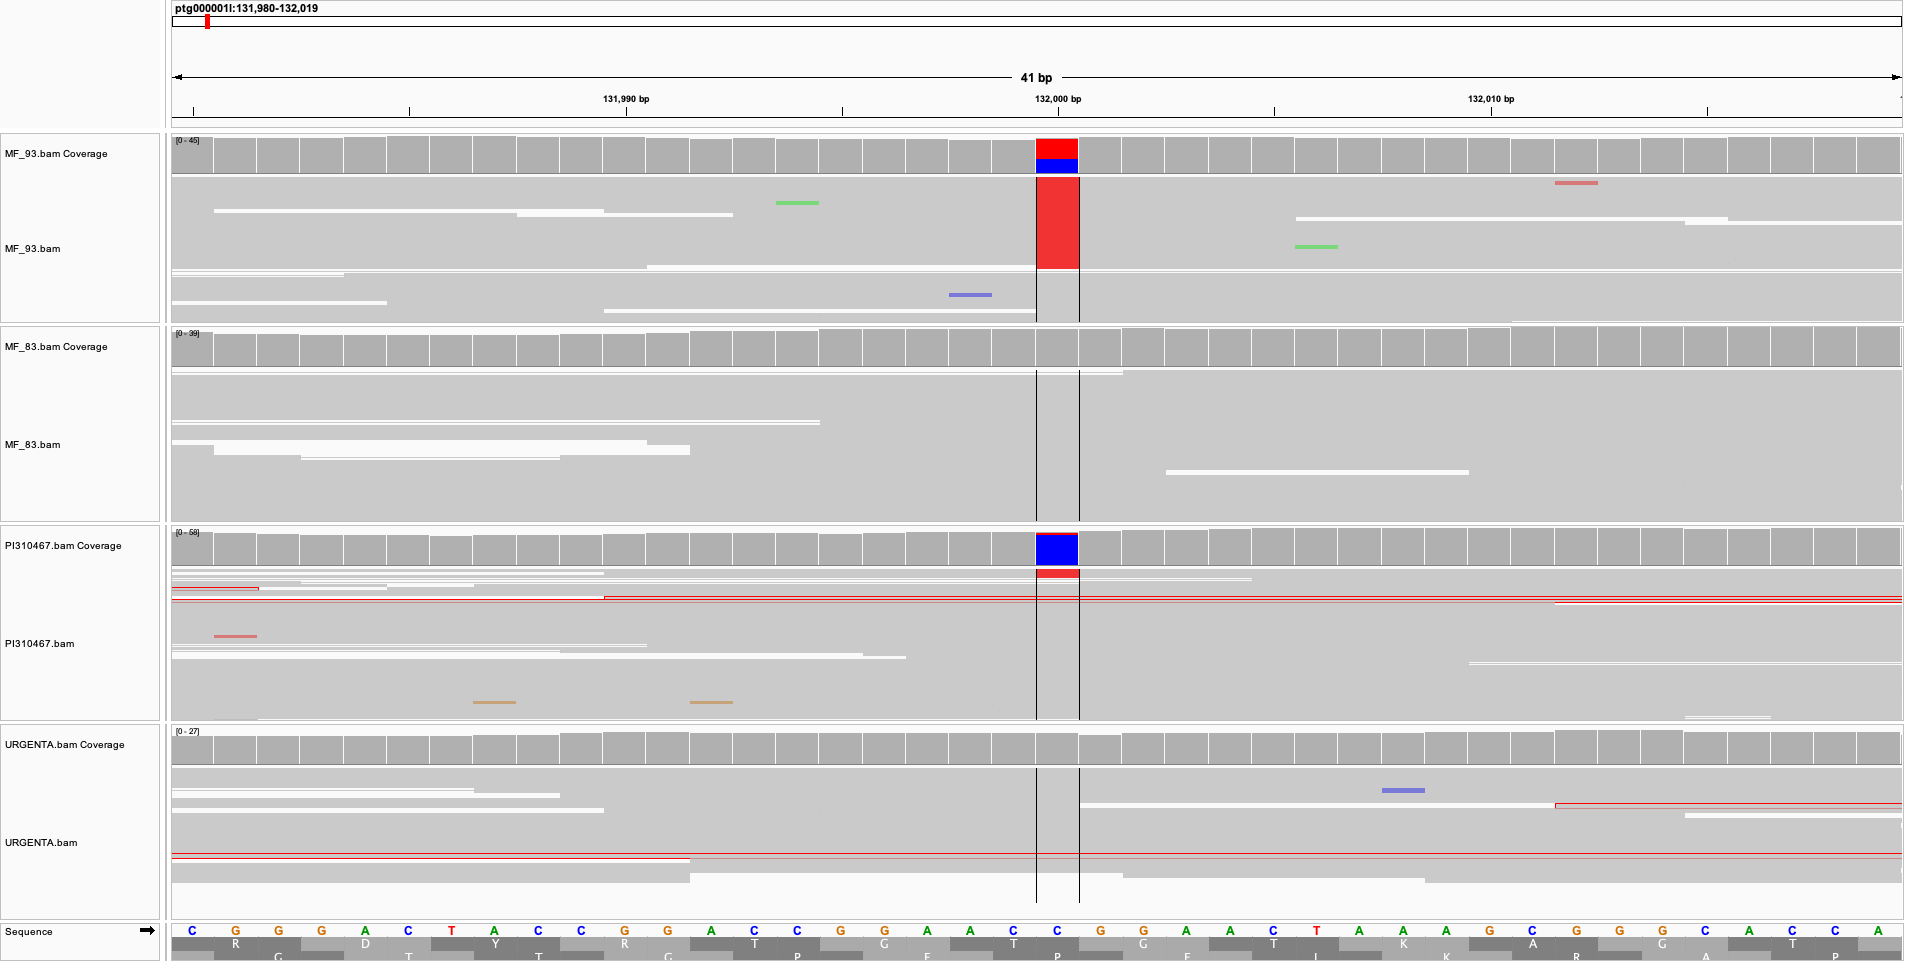 ptg000001l:131,980-132,019
41 bp
131,990 bp 132,000 bp 132,010 bp
[0 - 45]
MF_93.bam Coverage
MF_93.bam
[0 - 39]
MF_83.bam Coverage
MF_83.bam
[0 - 58]
PI310467.bam Coverage
PI310467.bam
[0 - 27]
URGENTA.bam Coverage
URGENTA.bam
Sequence C G G G A C T A C C G G A C C G G A A C C G G A A C T A A A G C G G G C A C C A
R D Y R T G T G T K A G T
G T T G P P K R A P